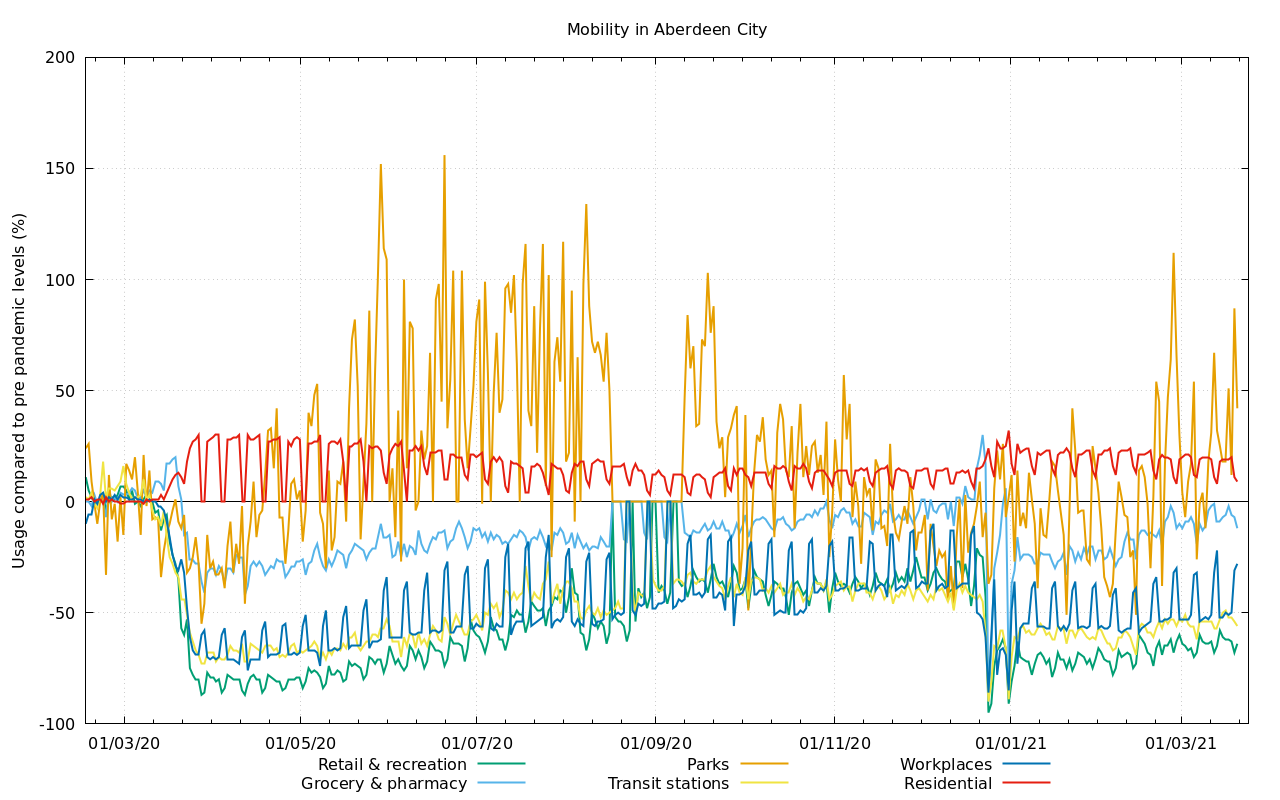 Mobility in Aberdeen City
Usage compared to pre pandemic levels (%)
200
150
100
50
0
-50
-100
01/03/20 01/05/20 01/07/20 01/09/20 01/11/20 01/01/21 01/03/21
Retail & recreation Parks Workplaces
Grocery & pharmacy Transit stations Residential